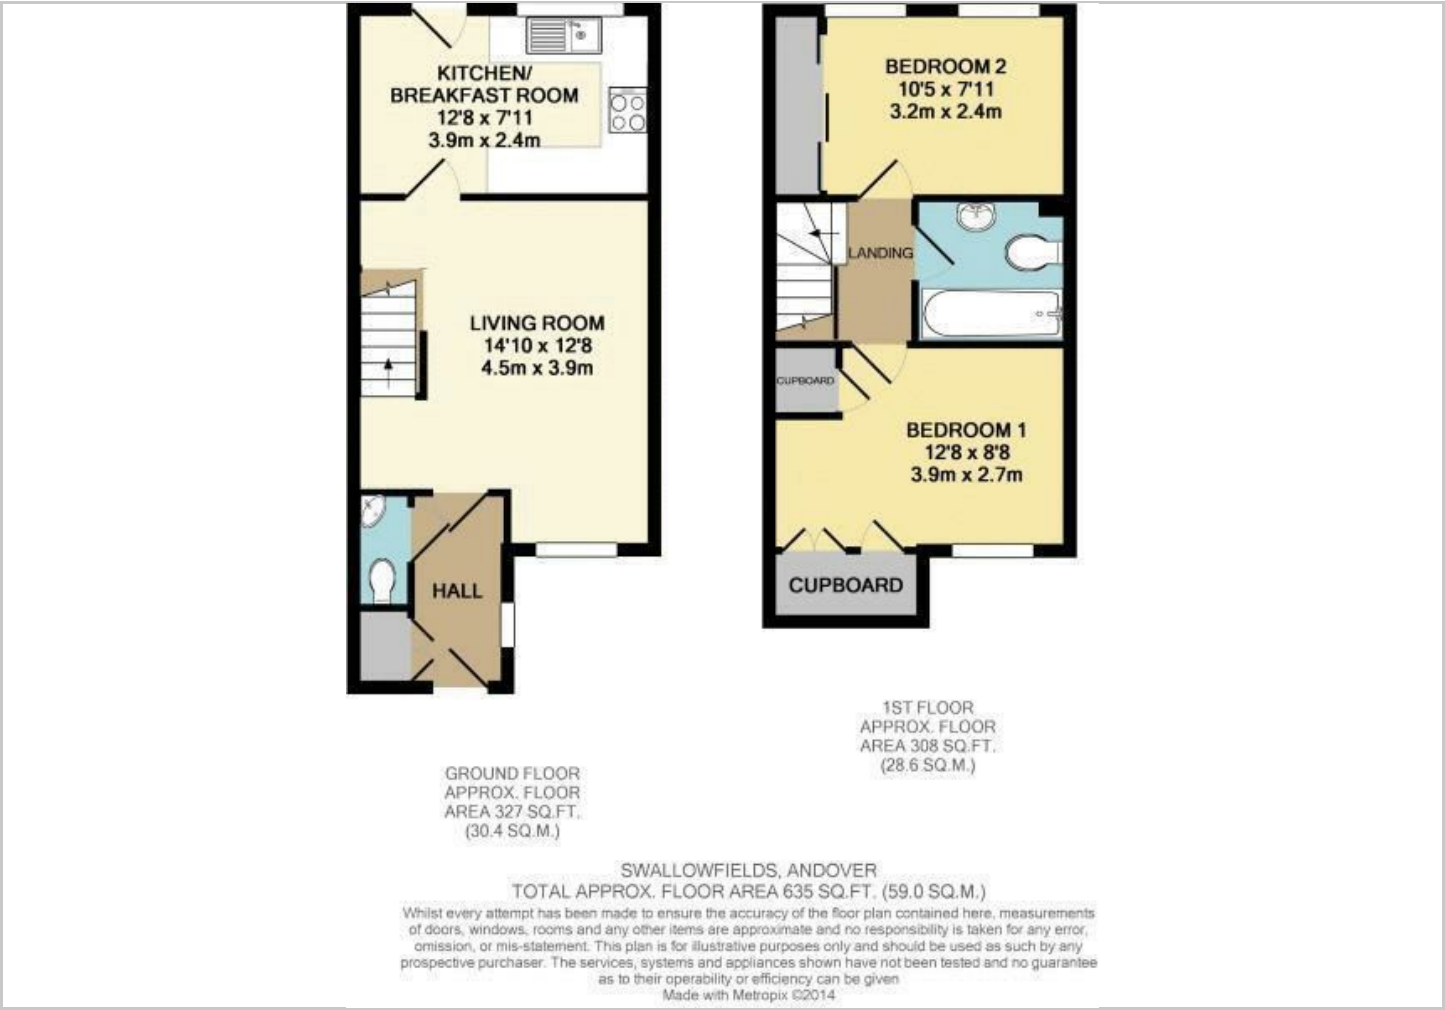 KITCHEN/
BREAKFAST ROOM
12'8 x 7'11
3.9m x 2.4m
LIVING ROOM
14'10 x 12'8
4.5m x 3.9m
HALL
BEDROOM 2
10'5 x 7'11
3.2m x 2.4m
LANDING
CUPBOARD
BEDROOM 1
12'8 x 8'8
3.9m x 2.7m
CUPBOARD
1ST FLOOR
APPROX. FLOOR
AREA 308 SQ.FT.
(28.6 SQ.M.)
GROUND FLOOR
APPROX. FLOOR
AREA 327 SQ.FT.
(30.4 SQ.M.)
SWALLOWFIELDS, ANDOVER
TOTAL APPROX. FLOOR AREA 635 SQ.FT. (59.0 SQ.M.)
Whilst every attempt has been made to ensure the accuracy of the floor plan contained here, measurements
of doors, windows, rooms and any other items are approximate and no responsibility is taken for any error,
omission, or mis-statement. This plan is for illustrative purposes only and should be used as such by any
prospective purchaser. The services, systems and appliances shown have not been tested and no guarantee
as to their operability or efficiency can be given
Made with Metropix ©2014